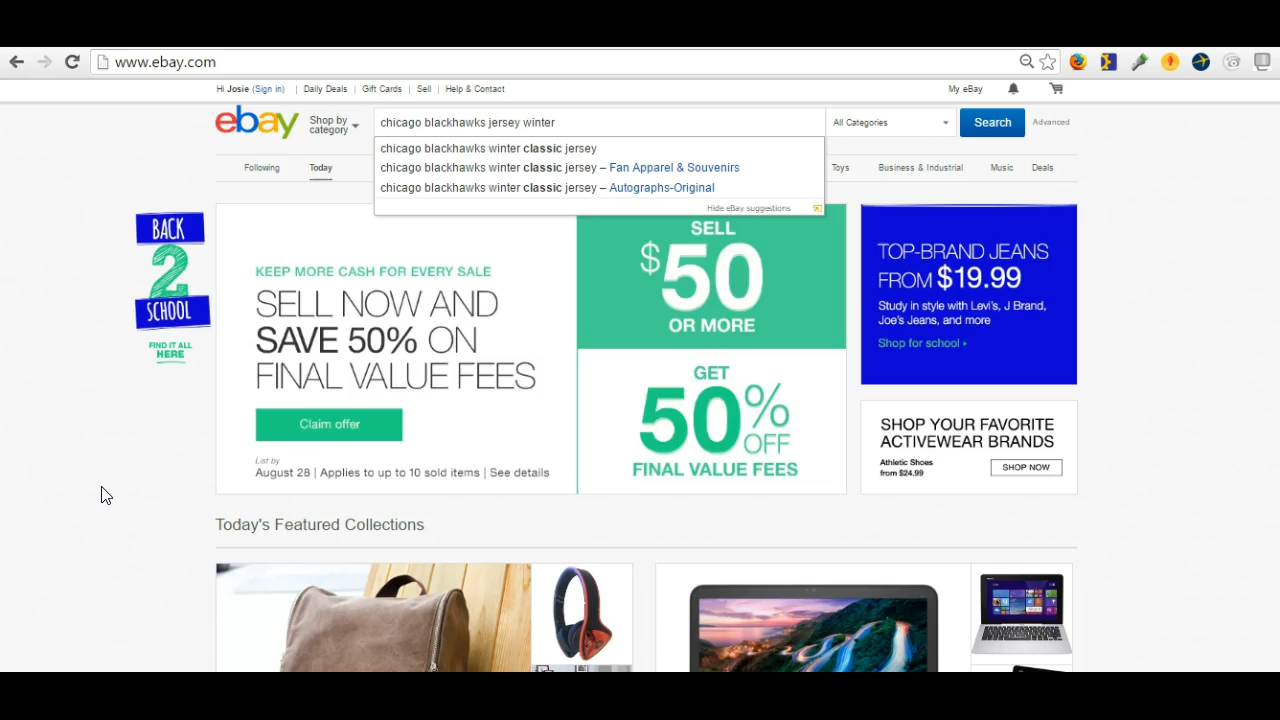 www.ebay.com
Hi Josie (Sign in) | Daily Deals | Gift Cards | Sell | Help & Contact My eBay
ebay Shop by category chicago blackhawks jersey winter All Categories Search Advanced
chicago blackhawks winter classic jersey
chicago blackhawks winter classic jersey – Fan Apparel & Souvenirs
chicago blackhawks winter classic jersey – Autographs-Original
Hide eBay suggestions
Following Today Toys Business & Industrial Music Deals
BACK
2
SCHOOL
FIND IT ALL
HERE
KEEP MORE CASH FOR EVERY SALE
SELL NOW AND
SAVE 50% ON
FINAL VALUE FEES
Claim offer
List by
August 28 | Applies to up to 10 sold items | See details
SELL
$50
OR MORE
GET
50% OFF
FINAL VALUE FEES
TOP-BRAND JEANS
FROM $19.99
Study in style with Levi's, J Brand,
Joe's Jeans, and more
Shop for school
SHOP YOUR FAVORITE
ACTIVEWEAR BRANDS
Athletic Shoes
from $24.99
SHOP NOW
Today's Featured Collections